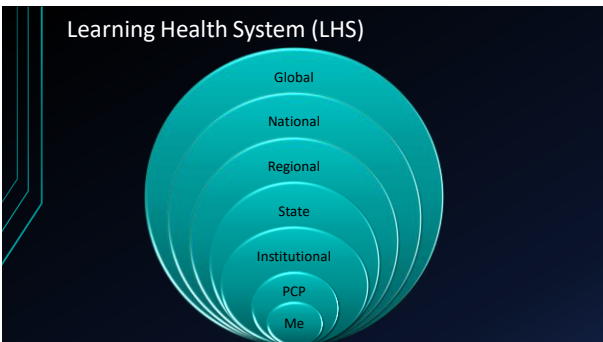 Learning Health System (LHS)
Global
National
Regional
State
Institutional
PCP
Me